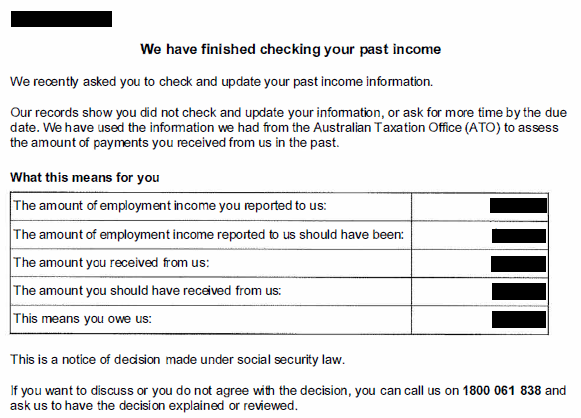 We have finished checking your past income
We recently asked you to check and update your past income information.
Our records show you did not check and update your information, or ask for more time by the due
date. We have used the information we had from the Australian Taxation Office (ATO) to assess
the amount of payments you received from us in the past.
What this means for you
The amount of employment income you reported to us:
The amount of employment income reported to us should have been:
The amount you received from us:
The amount you should have received from us:
This means you owe us:
This is a notice of decision made under social security law.
If you want to discuss or you do not agree with the decision, you can call us on 1800 061 838 and
ask us to have the decision explained or reviewed.